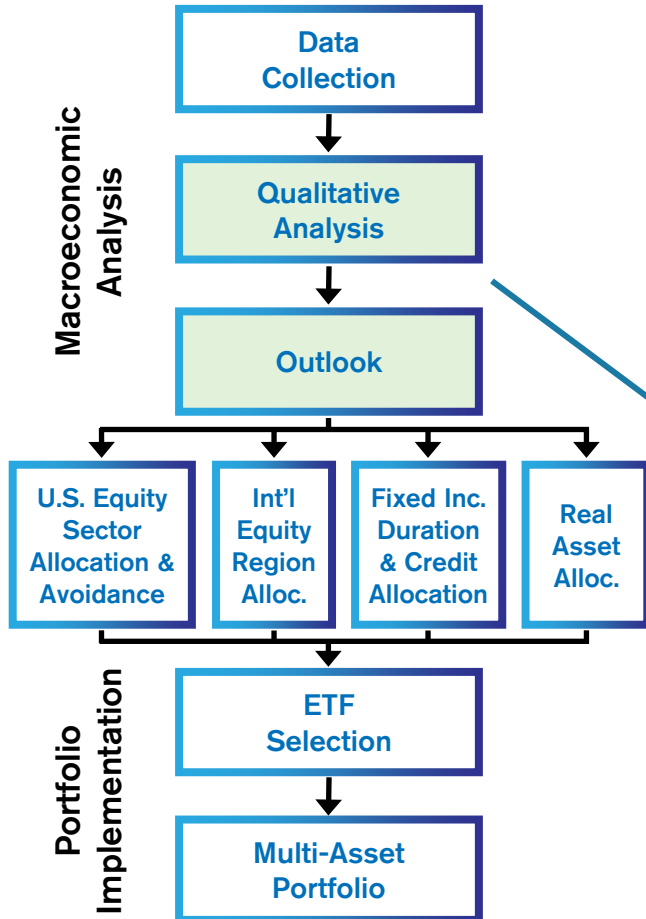 Macroeconomic
Analysis
Data
Collection
Qualitative
Analysis
Outlook
U.S. Equity
Sector
Allocation &
Avoidance
Int'l
Equity
Region
Alloc.
Fixed Inc.
Duration
& Credit
Allocation
Real
Asset
Alloc.
Portfolio
Implementation
ETF
Selection
Multi-Asset
Portfolio